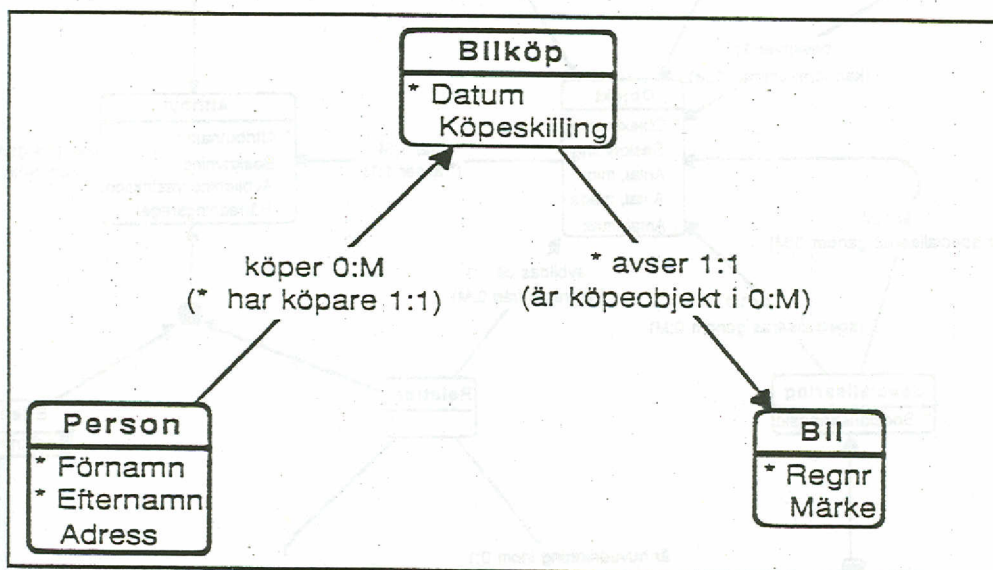 Bilköp
* Datum
Köpeskilling
köper 0:M
(* har köpare 1:1)
* avser 1:1
(är köpeobjekt i 0:M)
Person
* Förnamn
* Efternamn
Adress
Bil
* Regnr
Märke